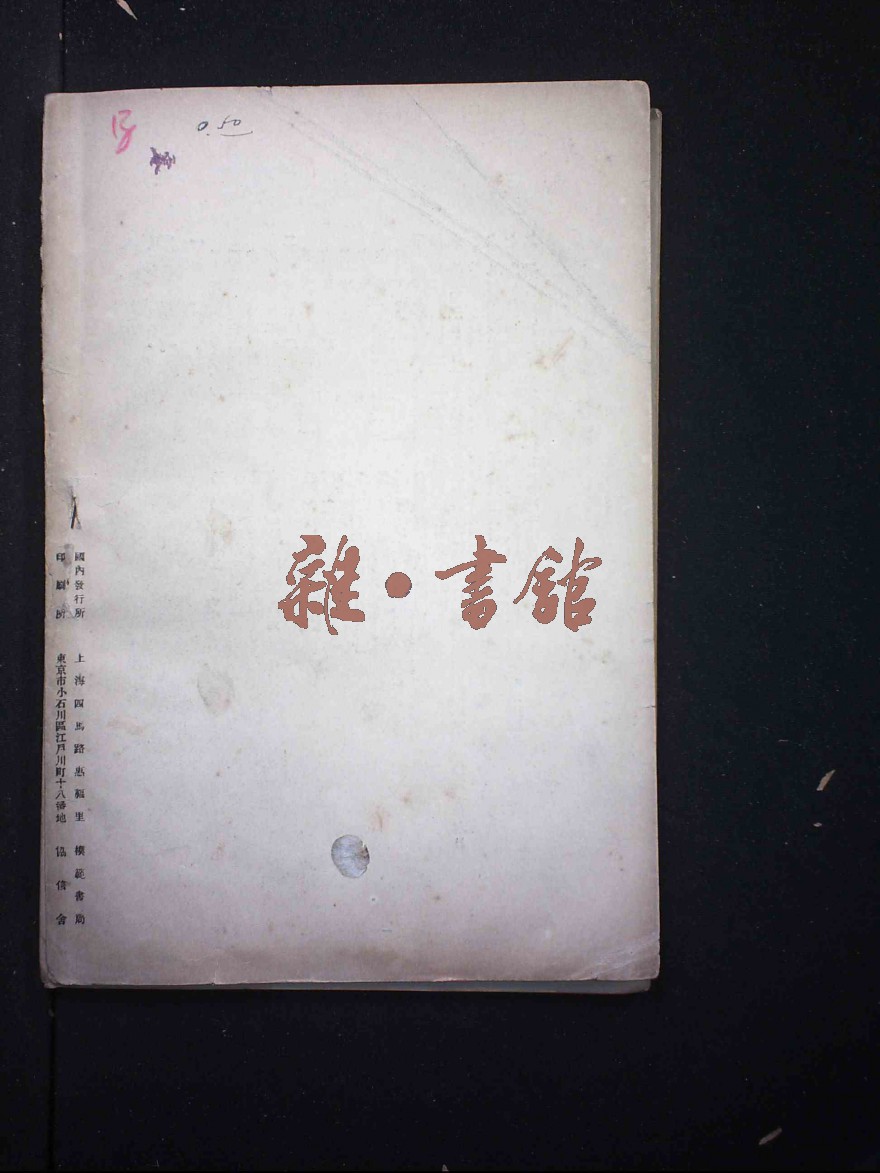 0.50
雜·書館
國內發行所 上海四馬路惠福里 模範書局
印刷所 東京市小石川區江戶川町十八番地 協信舍